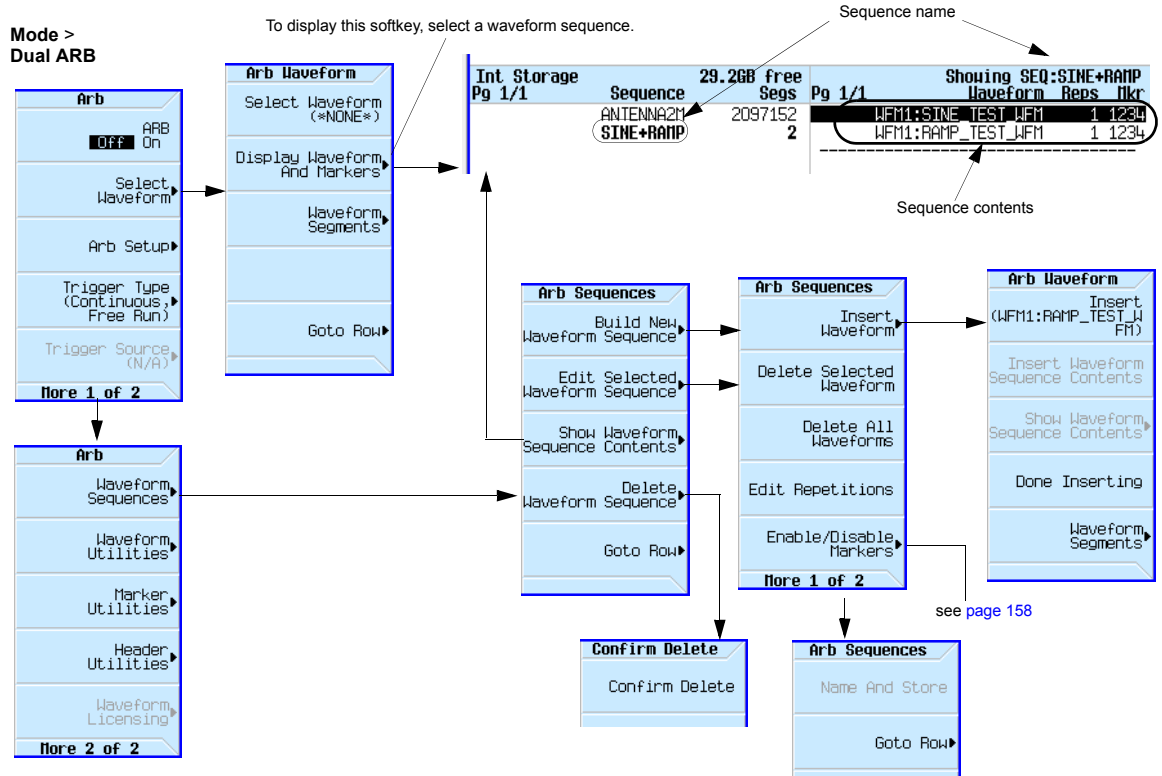 Mode >
Dual ARB
To display this softkey, select a waveform sequence.
Sequence name
Arb
ARB
Off On
Select
Waveform
Arb Setup
Trigger Type
(Continuous,
Free Run)
Trigger Source
(N/A)
More 1 of 2
Arb Waveform
Select Waveform
(*NONE*)
Display Waveform
And Markers
Waveform
Segments
Goto Row
Int Storage 29.2GB free
Pg 1/1 Sequence Segs
ANTENNA2M 2097152
SINE+RAMP 2
Showing SEQ:SINE+RAMP
Pg 1/1 Waveform Reps Mkr
WFM1:SINE_TEST_WFM 1 1234
WFM1:RAMP_TEST_WFM 1 1234
Sequence contents
Arb
Waveform
Sequences
Waveform
Utilities
Marker
Utilities
Header
Utilities
Waveform
Licensing
More 2 of 2
Arb Sequences
Build New
Waveform Sequence
Edit Selected
Waveform Sequence
Show Waveform
Sequence Contents
Delete
Waveform Sequence
Goto Row
Arb Sequences
Insert
Waveform
Delete Selected
Waveform
Delete All
Waveforms
Edit Repetitions
Enable/Disable
Markers
More 1 of 2
Arb Waveform
Insert
(WFM1:RAMP_TEST_W
FM)
Insert Waveform
Sequence Contents
Show Waveform
Sequence Contents
Done Inserting
Waveform
Segments
see page 158
Confirm Delete
Confirm Delete
Arb Sequences
Name And Store
Goto Row